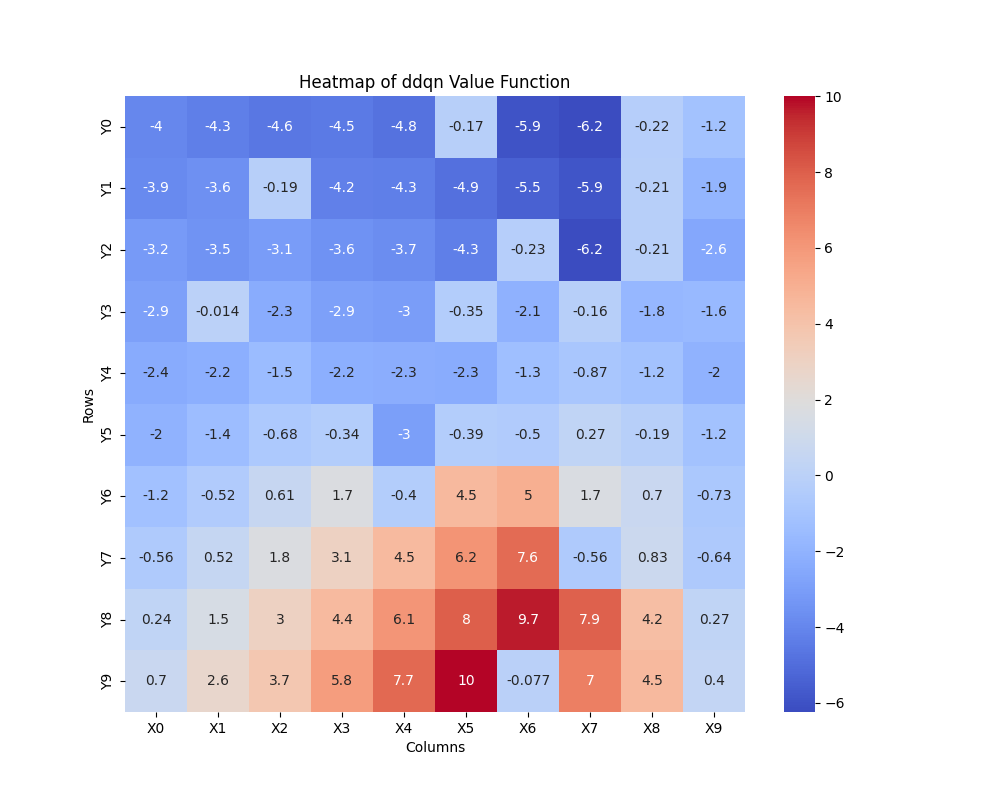 Heatmap of ddqn Value Function
Y0 -4 -4.3 -4.6 -4.5 -4.8 -0.17 -5.9 -6.2 -0.22 -1.2
Y1 -3.9 -3.6 -0.19 -4.2 -4.3 -4.9 -5.5 -5.9 -0.21 -1.9
Y2 -3.2 -3.5 -3.1 -3.6 -3.7 -4.3 -0.23 -6.2 -0.21 -2.6
Y3 -2.9 -0.014 -2.3 -2.9 -3 -0.35 -2.1 -0.16 -1.8 -1.6
Y4 -2.4 -2.2 -1.5 -2.2 -2.3 -2.3 -1.3 -0.87 -1.2 -2
Rows
Y5 -2 -1.4 -0.68 -0.34 -3 -0.39 -0.5 0.27 -0.19 -1.2
Y6 -1.2 -0.52 0.61 1.7 -0.4 4.5 5 1.7 0.7 -0.73
Y7 -0.56 0.52 1.8 3.1 4.5 6.2 7.6 -0.56 0.83 -0.64
Y8 0.24 1.5 3 4.4 6.1 8 9.7 7.9 4.2 0.27
Y9 0.7 2.6 3.7 5.8 7.7 10 -0.077 7 4.5 0.4
X0 X1 X2 X3 X4 X5 X6 X7 X8 X9
Columns
10
8
6
4
2
0
−2
−4
−6